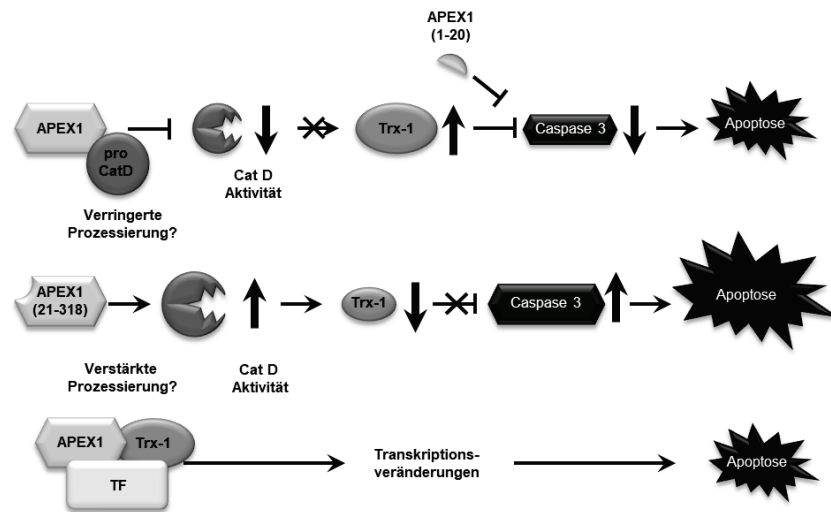 APEX1
(1-20)
APEX1
pro
CatD
Trx-1
Caspase 3
Apoptose
Cat D
Aktivität
Verringerte
Prozessierung?
APEX1
(21-318)
Trx-1
Caspase 3
Apoptose
Verstärkte
Prozessierung?
Cat D
Aktivität
APEX1
Trx-1
TF
Transkriptions-
veränderungen
Apoptose